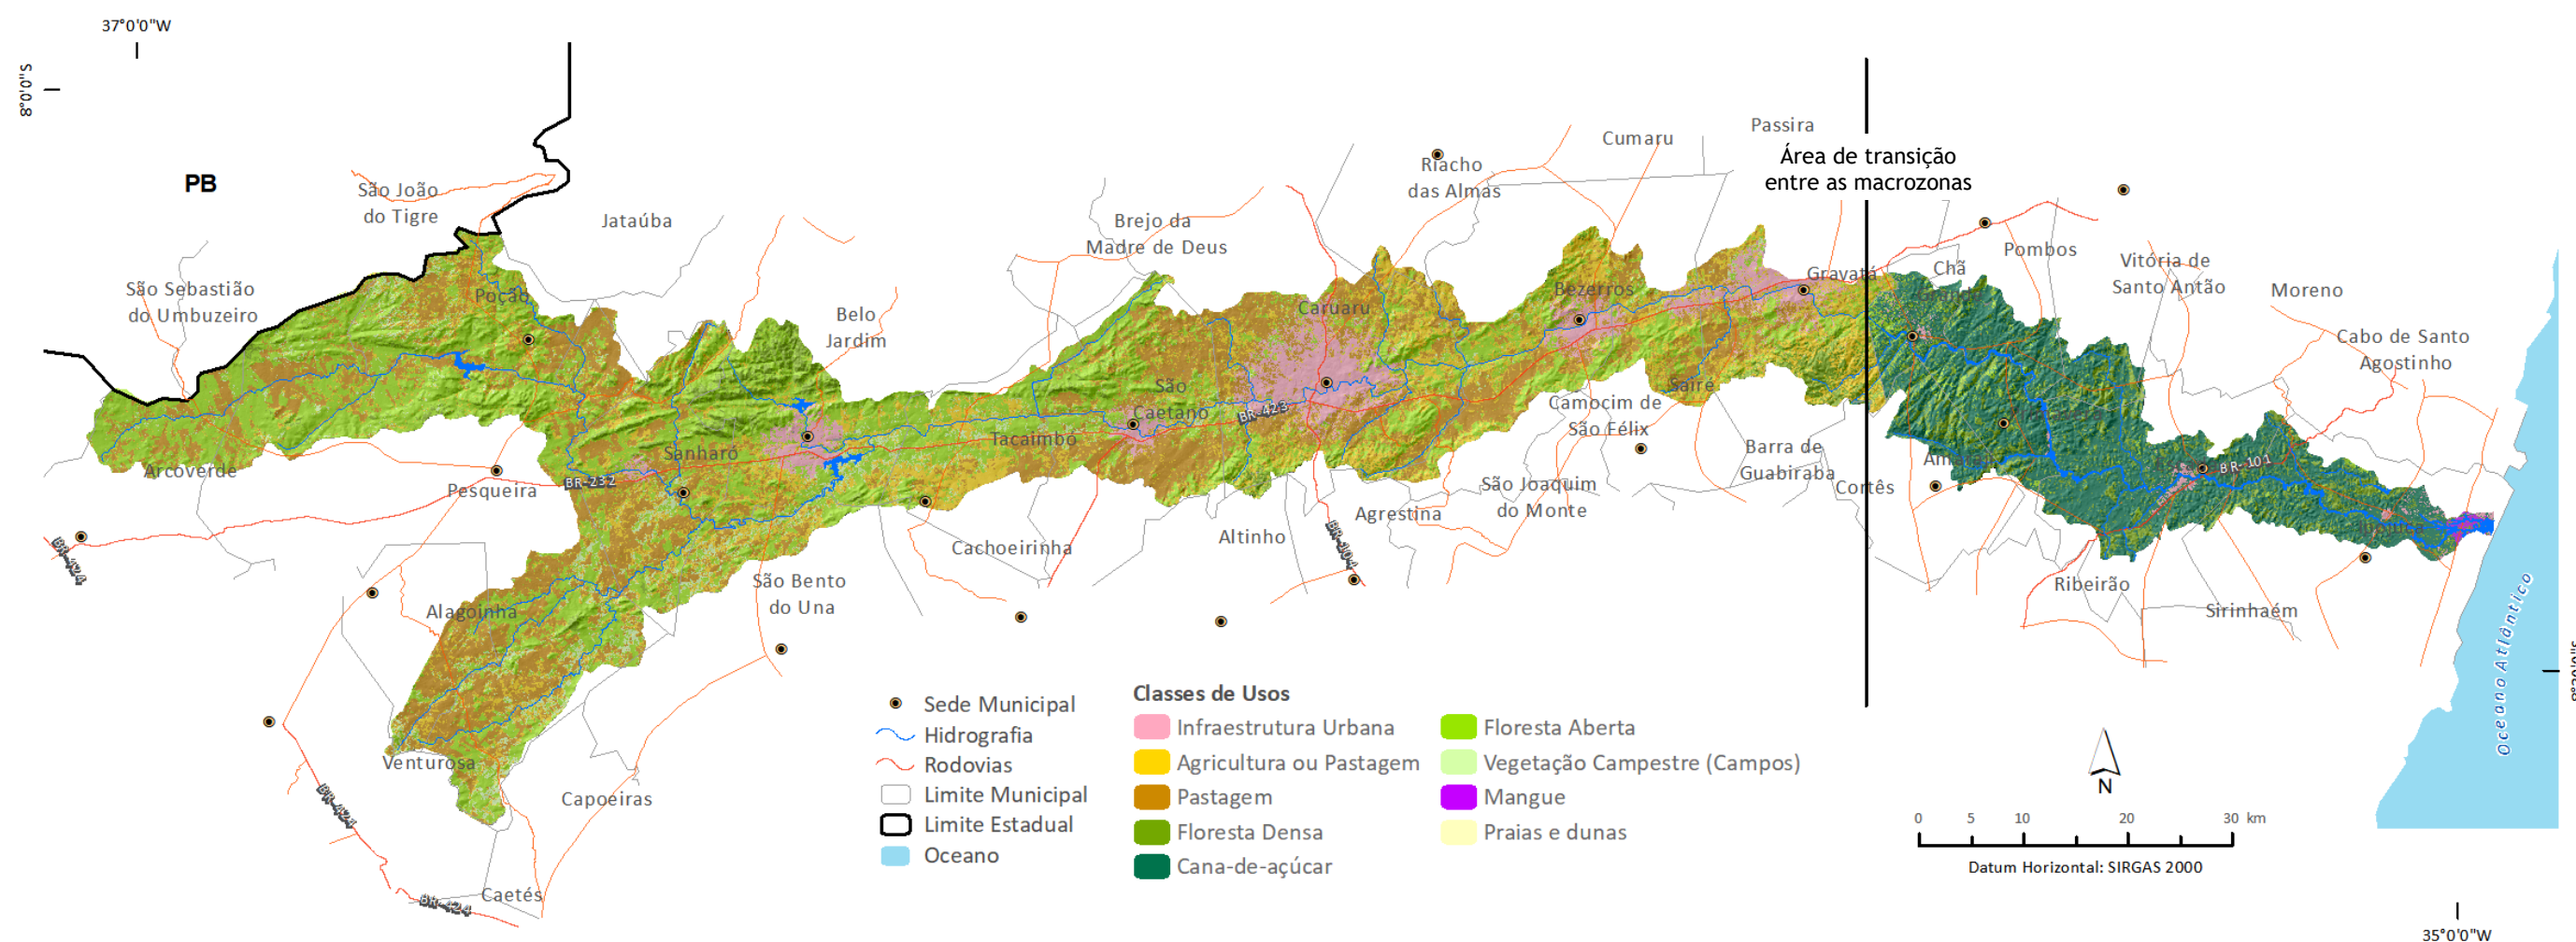 37°0'0"W
8°0'0"S
PB
São João
do Tigre
Jataúba
São Sebastião
do Umbuzeiro
Poção
Belo
Jardim
Brejo da
Madre de Deus
Riacho
das Almas
Cumaru
Passira
Área de transição
entre as macrozonas
Caruaru
Bezerros
Gravatá
Chã
Grande
Pombos
Vitória de
Santo Antão
Moreno
Cabo de Santo
Agostinho
Arcoverde
Pesqueira
BR-232
Sanharó
Tacaimbó
São
Caetano
BR-423
Sairé
Camocim de
São Félix
Barra de
Guabiraba
Cortês
BR-101
São Joaquim
do Monte
Agrestina
BR-104
Altinho
Cachoeirinha
São Bento
do Una
Alagoinha
BR-424
Venturosa
Capoeiras
Caetés
BR-424
Ribeirão
Sirinhaém
Oceano Atlântico
Sede Municipal
Hidrografia
Rodovias
Limite Municipal
Limite Estadual
Oceano
Classes de Usos
Infraestrutura Urbana
Agricultura ou Pastagem
Pastagem
Floresta Densa
Cana-de-açúcar
Floresta Aberta
Vegetação Campestre (Campos)
Mangue
Praias e dunas
N
0 5 10 20 30 km
Datum Horizontal: SIRGAS 2000
35°0'0"W